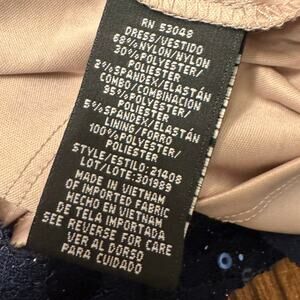 RN 53048
DRESS/VESTIDO
68%NYLON/NYLON
30%POLYESTER/
POLIESTER
2%SPANDEX/ELASTÁN
COMBO/COMBINACION
95%POLYESTER/
POLIESTER
5%SPANDEX/ELASTÁN
LINING/FORRO
100%POLYESTER/
POLIESTER
STYLE/ESTILO:21408
LOT/LOTE:301989
MADE IN VIETNAM
OF IMPORTED FABRIC
HECHO EN VIETNAM
DE TELA IMPORTADA
SEE REVERSE FOR CARE
VER AL DORSO
PARA CUIDADO